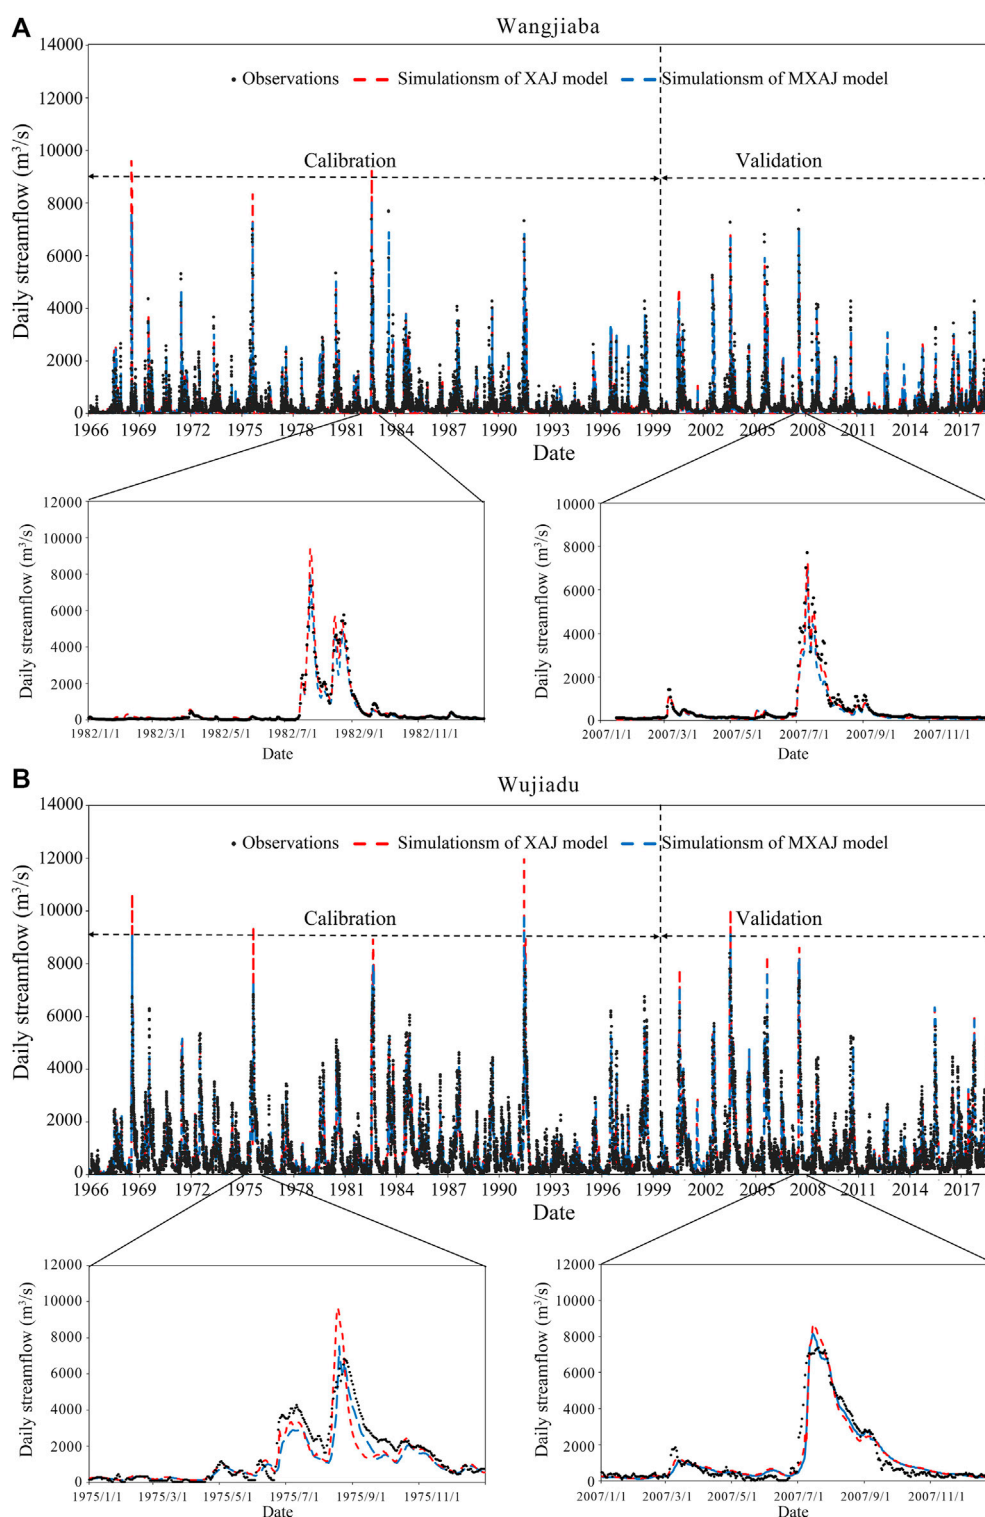 A
Wangjiaba
14000
12000
10000
8000
6000
4000
2000
0
Daily streamflow (m³/s)
Observations
Simulationsm of XAJ model
Simulationsm of MXAJ model
Calibration
Validation
1966 1969 1972 1975 1978 1981 1984 1987 1990 1993 1996 1999 2002 2005 2008 2011 2014 2017
Date
12000
10000
8000
6000
4000
2000
0
Daily streamflow (m³/s)
1982/1/1 1982/3/1 1982/5/1 1982/7/1 1982/9/1 1982/11/1
Date
10000
8000
6000
4000
2000
0
Daily streamflow (m³/s)
2007/1/1 2007/3/1 2007/5/1 2007/7/1 2007/9/1 2007/11/1
Date
B
Wujiadu
14000
12000
10000
8000
6000
4000
2000
0
Daily streamflow (m³/s)
Observations
Simulationsm of XAJ model
Simulationsm of MXAJ model
Calibration
Validation
1966 1969 1972 1975 1978 1981 1984 1987 1990 1993 1996 1999 2002 2005 2008 2011 2014 2017
Date
12000
10000
8000
6000
4000
2000
0
Daily streamflow (m³/s)
1975/1/1 1975/3/1 1975/5/1 1975/7/1 1975/9/1 1975/11/1
Date
12000
10000
8000
6000
4000
2000
0
Daily streamflow (m³/s)
2007/1/1 2007/3/1 2007/5/1 2007/7/1 2007/9/1 2007/11/1
Date